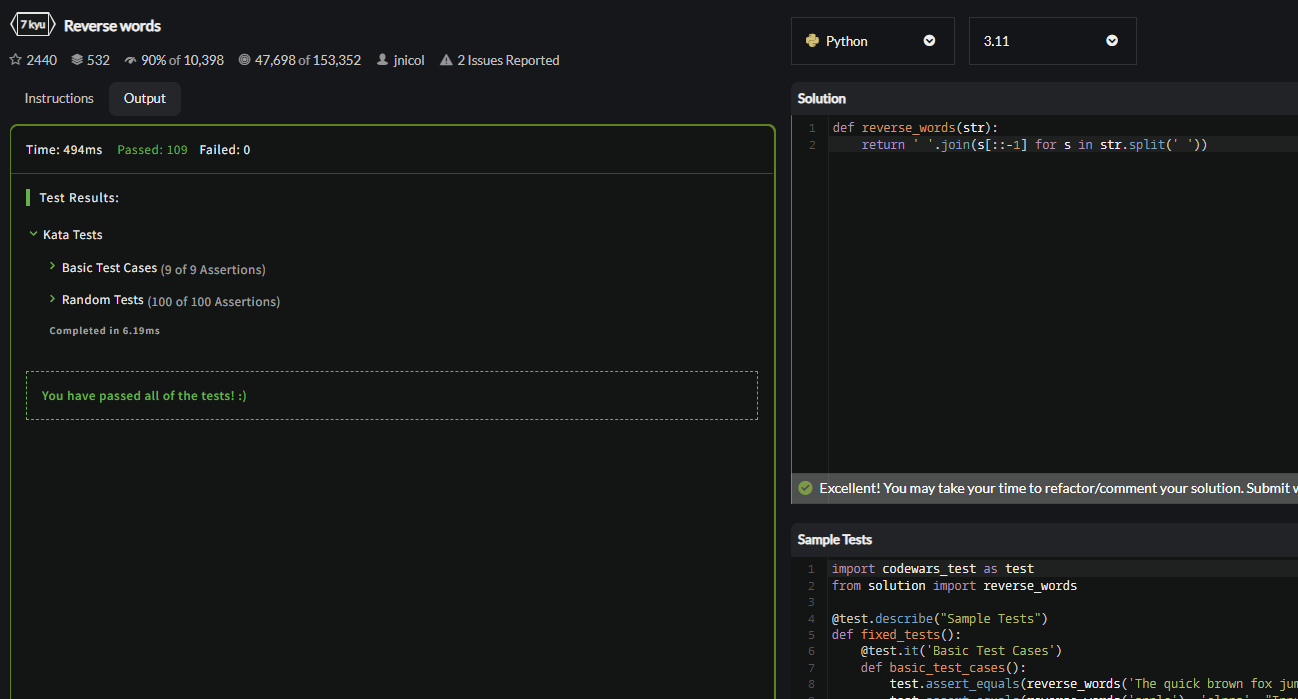 7 kyu Reverse words
2440 532 90% of 10,398 47,698 of 153,352 jnicol 2 Issues Reported
Instructions Output
Time: 494ms Passed: 109 Failed: 0
Test Results:
Kata Tests
Basic Test Cases (9 of 9 Assertions)
Random Tests (100 of 100 Assertions)
Completed in 6.19ms
You have passed all of the tests! :)
Python 3.11
Solution
1 def reverse_words(str):
2 return ' '.join(s[::-1] for s in str.split(' '))
Excellent! You may take your time to refactor/comment your solution. Submit
Sample Tests
1 import codewars_test as test
2 from solution import reverse_words
3
4 @test.describe("Sample Tests")
5 def fixed_tests():
6 @test.it('Basic Test Cases')
7 def basic_test_cases():
8 test.assert_equals(reverse_words('The quick brown fox